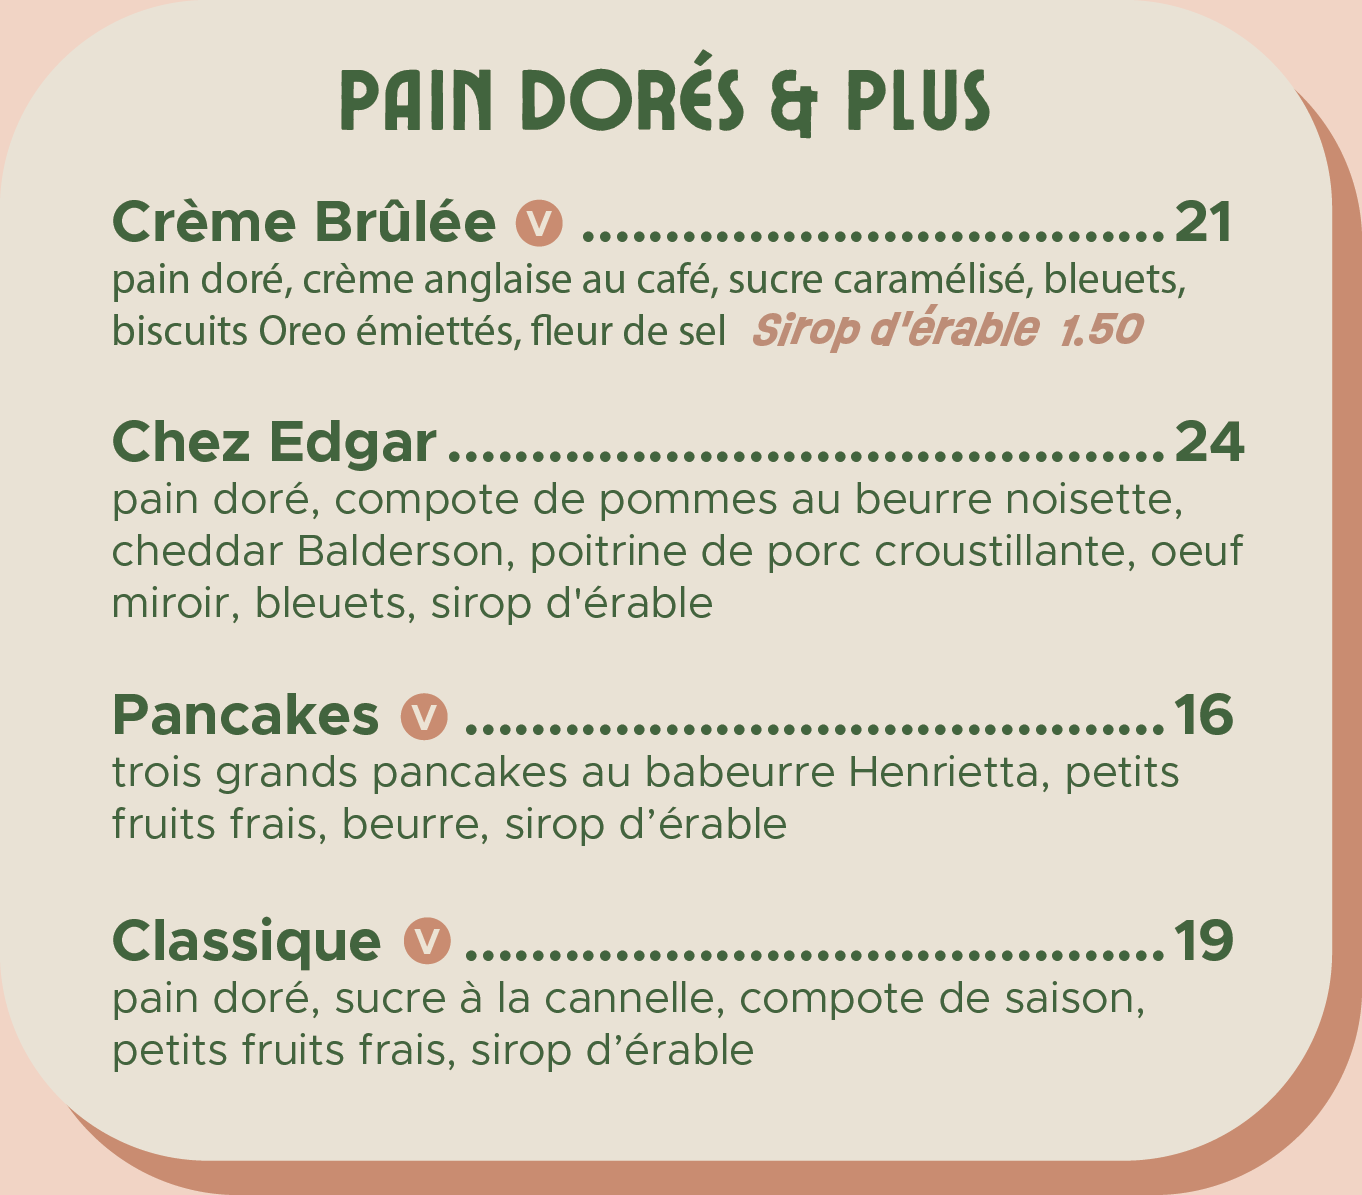 PAIN DORÉS & PLUS
Crème Brûlée V ................................... 21
pain doré, crème anglaise au café, sucre caramélisé, bleuets,
biscuits Oreo émiettés, fleur de sel Sirop d'érable 1.50
Chez Edgar ........................................... 24
pain doré, compote de pommes au beurre noisette,
cheddar Balderson, poitrine de porc croustillante, oeuf
miroir, bleuets, sirop d'érable
Pancakes V .......................................... 16
trois grands pancakes au babeurre Henrietta, petits
fruits frais, beurre, sirop d’érable
Classique V .......................................... 19
pain doré, sucre à la cannelle, compote de saison,
petits fruits frais, sirop d’érable